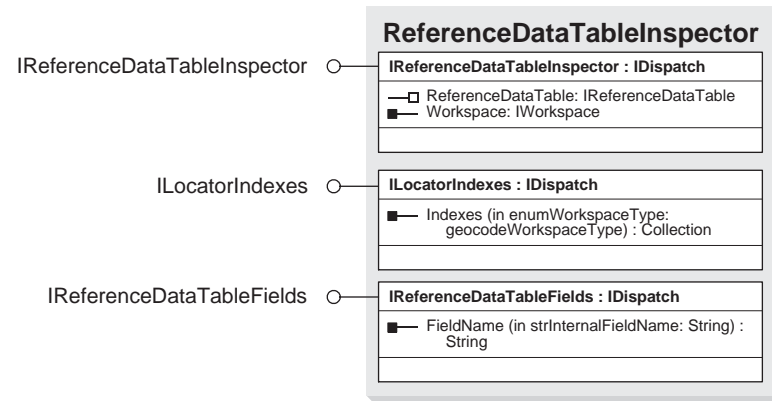 ReferenceDataTableInspector
IReferenceDataTableInspector
IReferenceDataTableInspector : IDispatch
ReferenceDataTable: IReferenceDataTable
Workspace: IWorkspace
ILocatorIndexes
ILocatorIndexes : IDispatch
Indexes (in enumWorkspaceType:
geocodeWorkspaceType) : Collection
IReferenceDataTableFields
IReferenceDataTableFields : IDispatch
FieldName (in strInternalFieldName: String) :
String